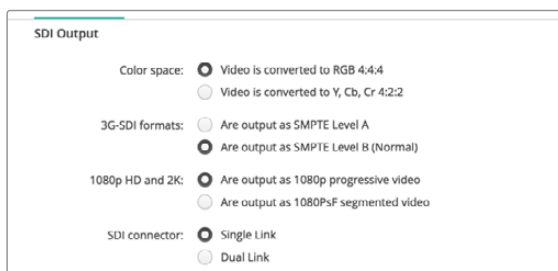 SDI Output
Color space: Video is converted to RGB 4:4:4
Video is converted to Y, Cb, Cr 4:2:2
3G-SDI formats: Are output as SMPTE Level A
Are output as SMPTE Level B (Normal)
1080p HD and 2K: Are output as 1080p progressive video
Are output as 1080PsF segmented video
SDI connector: Single Link
Dual Link